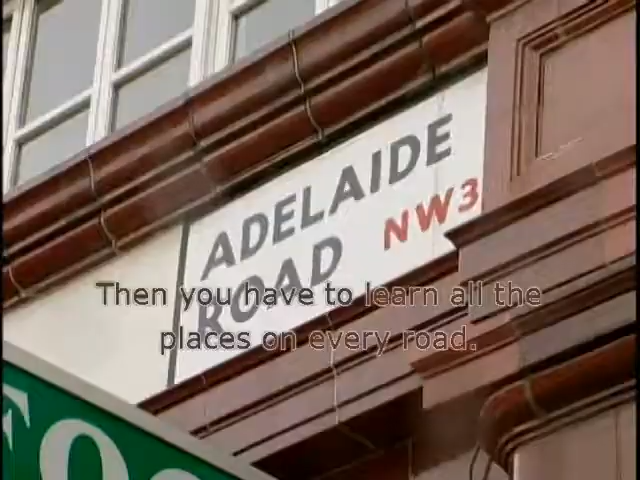 ADELAIDE
ROAD NW3
Then you have to learn all the
places on every road.